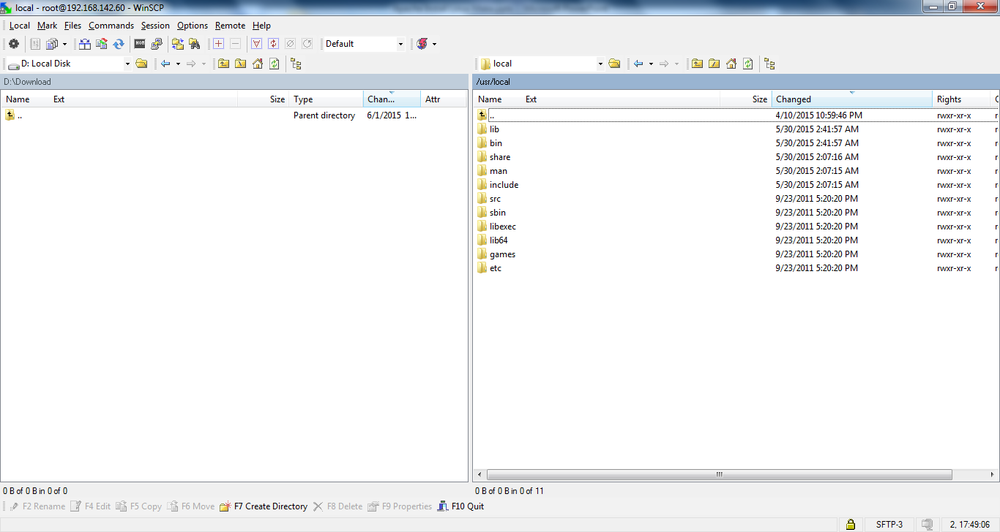 local - root@192.168.142.60 - WinSCP
Local Mark Files Commands Session Options Remote Help
Default
D: Local Disk
local
D:\Download
/usr/local
Name Ext Size Type Chan... Attr
Name Ext Size Changed Rights
.. Parent directory 6/1/2015 1...
.. 4/10/2015 10:59:46 PM rwxr-xr-x r
lib 5/30/2015 2:41:57 AM rwxr-xr-x r
bin 5/30/2015 2:41:57 AM rwxr-xr-x r
share 5/30/2015 2:07:16 AM rwxr-xr-x r
man 5/30/2015 2:07:15 AM rwxr-xr-x r
include 5/30/2015 2:07:15 AM rwxr-xr-x r
src 9/23/2011 5:20:20 PM rwxr-xr-x r
sbin 9/23/2011 5:20:20 PM rwxr-xr-x r
libexec 9/23/2011 5:20:20 PM rwxr-xr-x r
lib64 9/23/2011 5:20:20 PM rwxr-xr-x r
games 9/23/2011 5:20:20 PM rwxr-xr-x r
etc 9/23/2011 5:20:20 PM rwxr-xr-x r
0 B of 0 B in 0 of 0
0 B of 0 B in 0 of 11
F2 Rename F4 Edit F5 Copy F6 Move F7 Create Directory F8 Delete F9 Properties F10 Quit
SFTP-3 2, 17:49:06